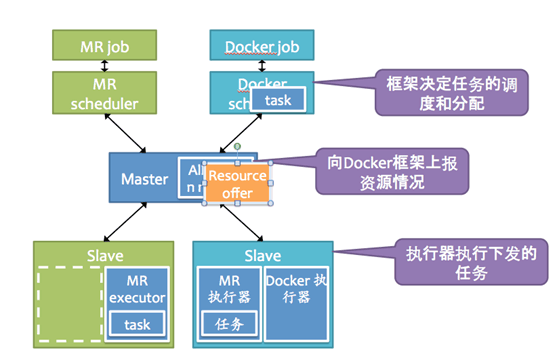 MR job
Docker job
MR
scheduler
Docker
sch
task
框架决定任务的调
度和分配
Master
All
n m
Resource
offer
向Docker框架上报
资源情况
Slave
MR
executor
task
Slave
MR
执行器
任务
Docker 执
行器
执行器执行下发的
任务